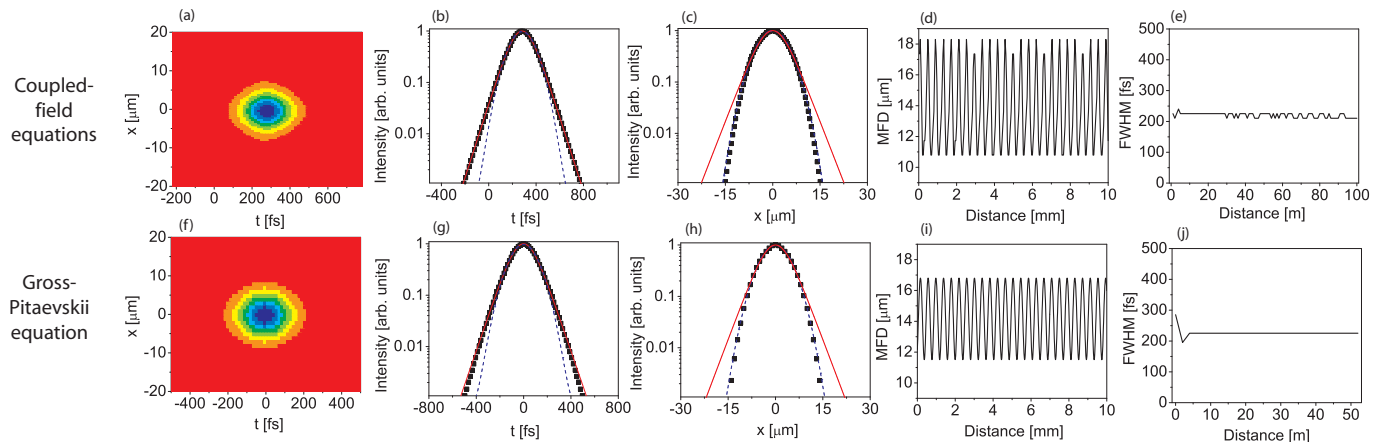 Coupled-
field
equations
(a)
20
10
0
-10
-20
x [μm]
-200 0 200 400 600
t [fs]
(b)
1
0.1
0.01
Intensity [arb. units]
-400 0 400 800
t [fs]
(c)
1
0.1
0.01
Intensity [arb. units]
-30 -15 0 15 30
x [μm]
(d)
18
16
14
12
10
MFD [μm]
0 2 4 6 8 10
Distance [mm]
(e)
500
400
300
200
100
0
FWHM [fs]
0 20 40 60 80 100
Distance [m]
Gross-
Pitaevskii
equation
(f)
20
10
0
-10
-20
x [μm]
-400 -200 0 200 400
t [fs]
(g)
1
0.1
0.01
Intensity [arb. units]
-800 -400 0 400 800
t [fs]
(h)
1
0.1
0.01
Intensity [arb. units]
-30 -15 0 15 30
x [μm]
(i)
18
16
14
12
10
MFD [μm]
0 2 4 6 8 10
Distance [mm]
(j)
500
400
300
200
100
0
FWHM [fs]
0 10 20 30 40 50
Distance [m]